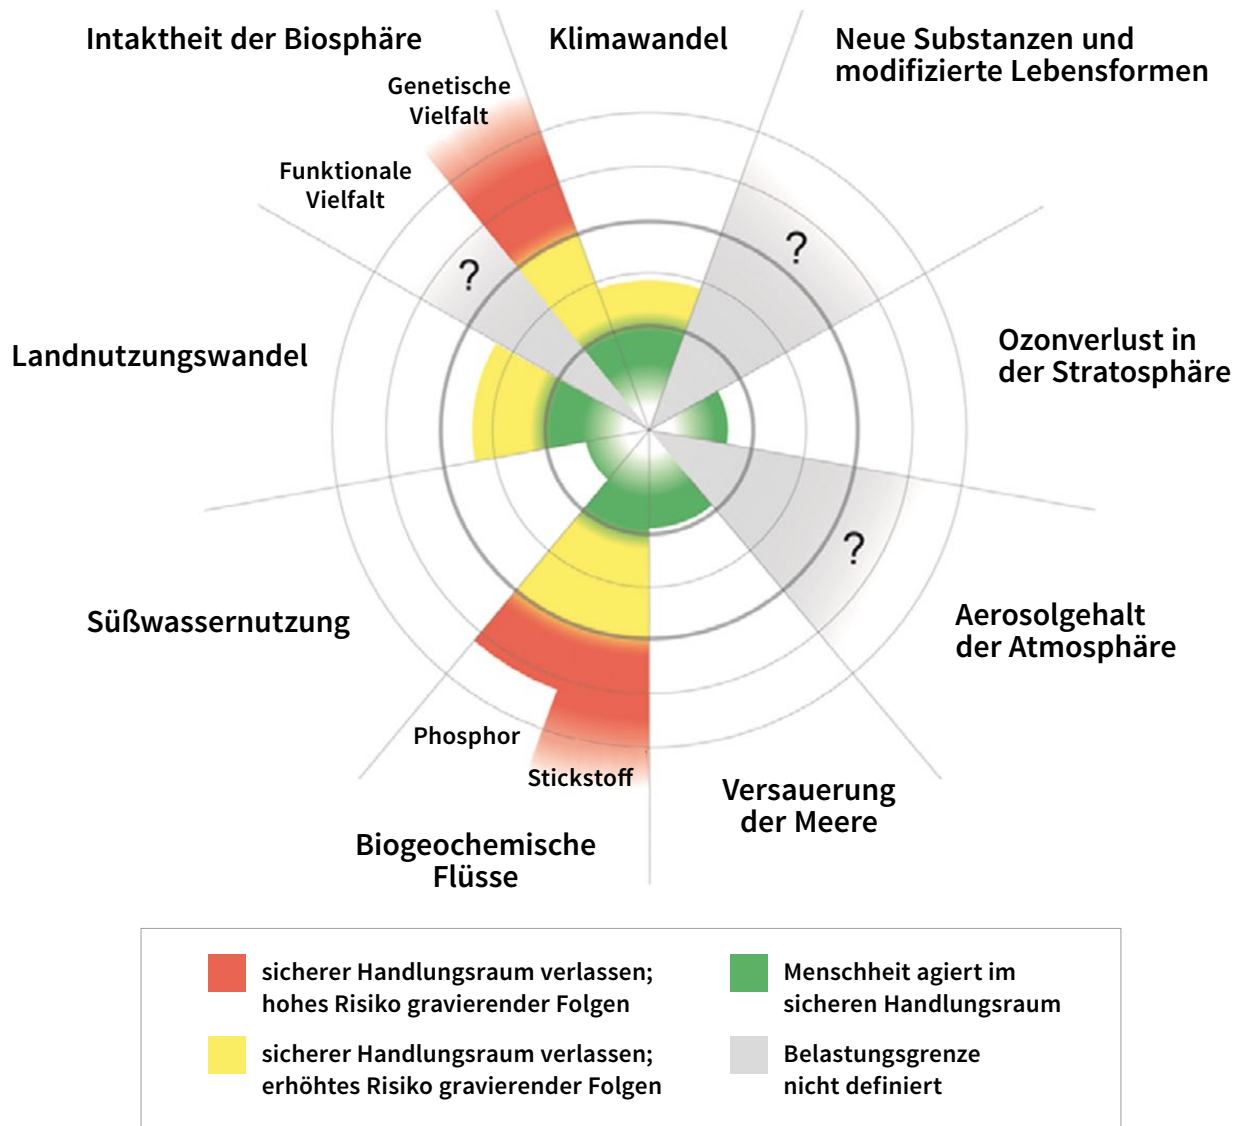 Intaktheit der Biosphäre
Klimawandel
Neue Substanzen und
modifizierte Lebensformen
Genetische
Vielfalt
Funktionale
Vielfalt
?
?
Landnutzungswandel
Ozonverlust in
der Stratosphäre
?
Süßwassernutzung
Aerosolgehalt
der Atmosphäre
Phosphor
Stickstoff
Versauerung
der Meere
Biogeochemische
Flüsse
sicherer Handlungsraum verlassen;
hohes Risiko gravierender Folgen
Menschheit agiert im
sicheren Handlungsraum
sicherer Handlungsraum verlassen;
erhöhtes Risiko gravierender Folgen
Belastungsgrenze
nicht definiert